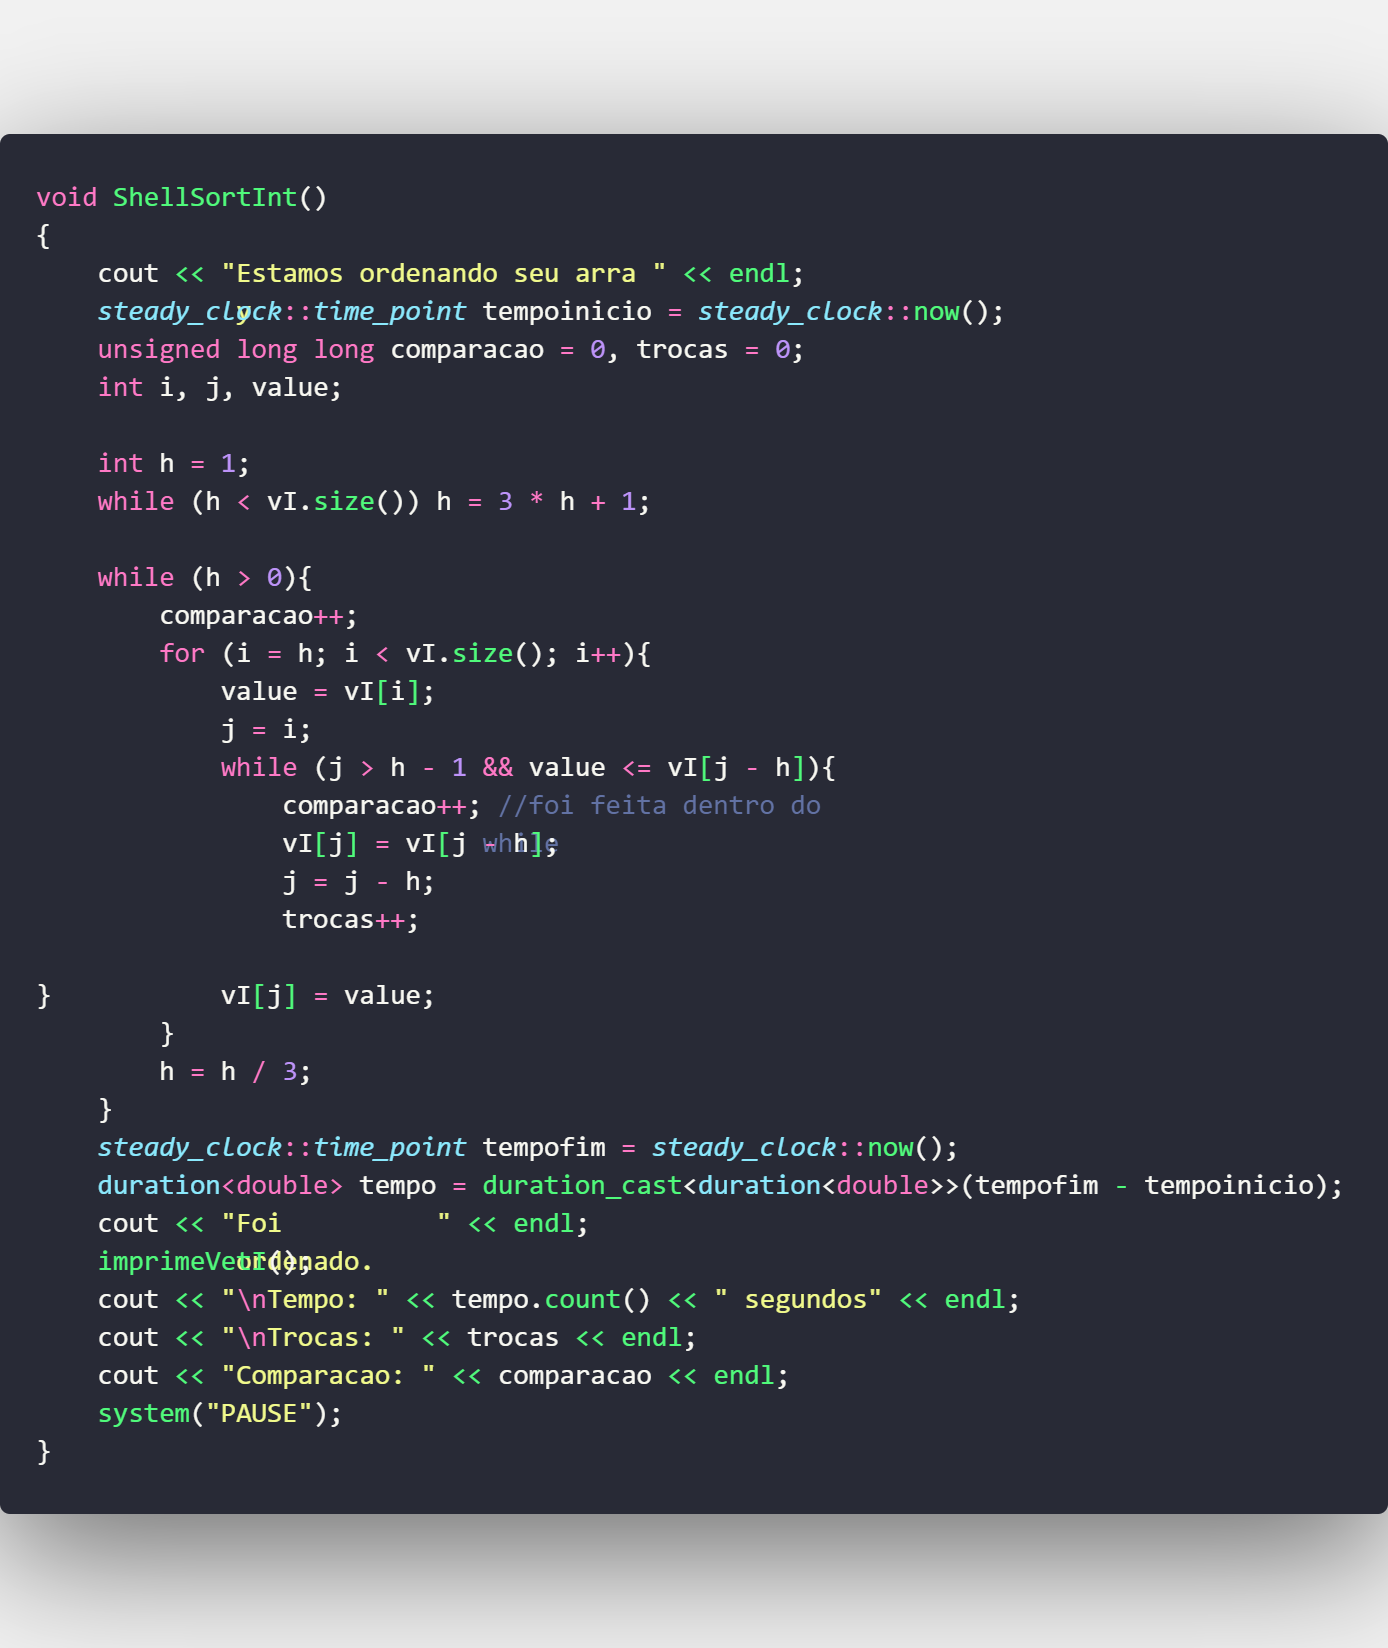 void ShellSortInt()
{
    cout << "Estamos ordenando seu arra " << endl;
    steady_clock::time_point tempoinicio = steady_clock::now();
y
    unsigned long long comparacao = 0, trocas = 0;
    int i, j, value;

    int h = 1;
    while (h < vI.size()) h = 3 * h + 1;

    while (h > 0){
        comparacao++;
        for (i = h; i < vI.size(); i++){
            value = vI[i];
            j = i;
            while (j > h - 1 && value <= vI[j - h]){
                comparacao++; //foi feita dentro do
while
                vI[j] = vI[j - h];
                j = j - h;
                trocas++;

}           vI[j] = value;
        }
        h = h / 3;
    }
    steady_clock::time_point tempofim = steady_clock::now();
    duration<double> tempo = duration_cast<duration<double>>(tempofim - tempoinicio);
    cout << "Foi          " << endl;
ordenado.
    imprimeVetI();
    cout << "\nTempo: " << tempo.count() << " segundos" << endl;
    cout << "\nTrocas: " << trocas << endl;
    cout << "Comparacao: " << comparacao << endl;
    system("PAUSE");
}